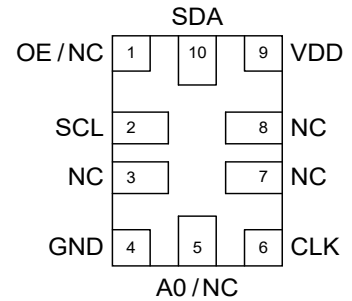 SDA
OE/NC 1 10 9 VDD
SCL 2 8 NC
NC 3 7 NC
GND 4 5 6 CLK
A0/NC